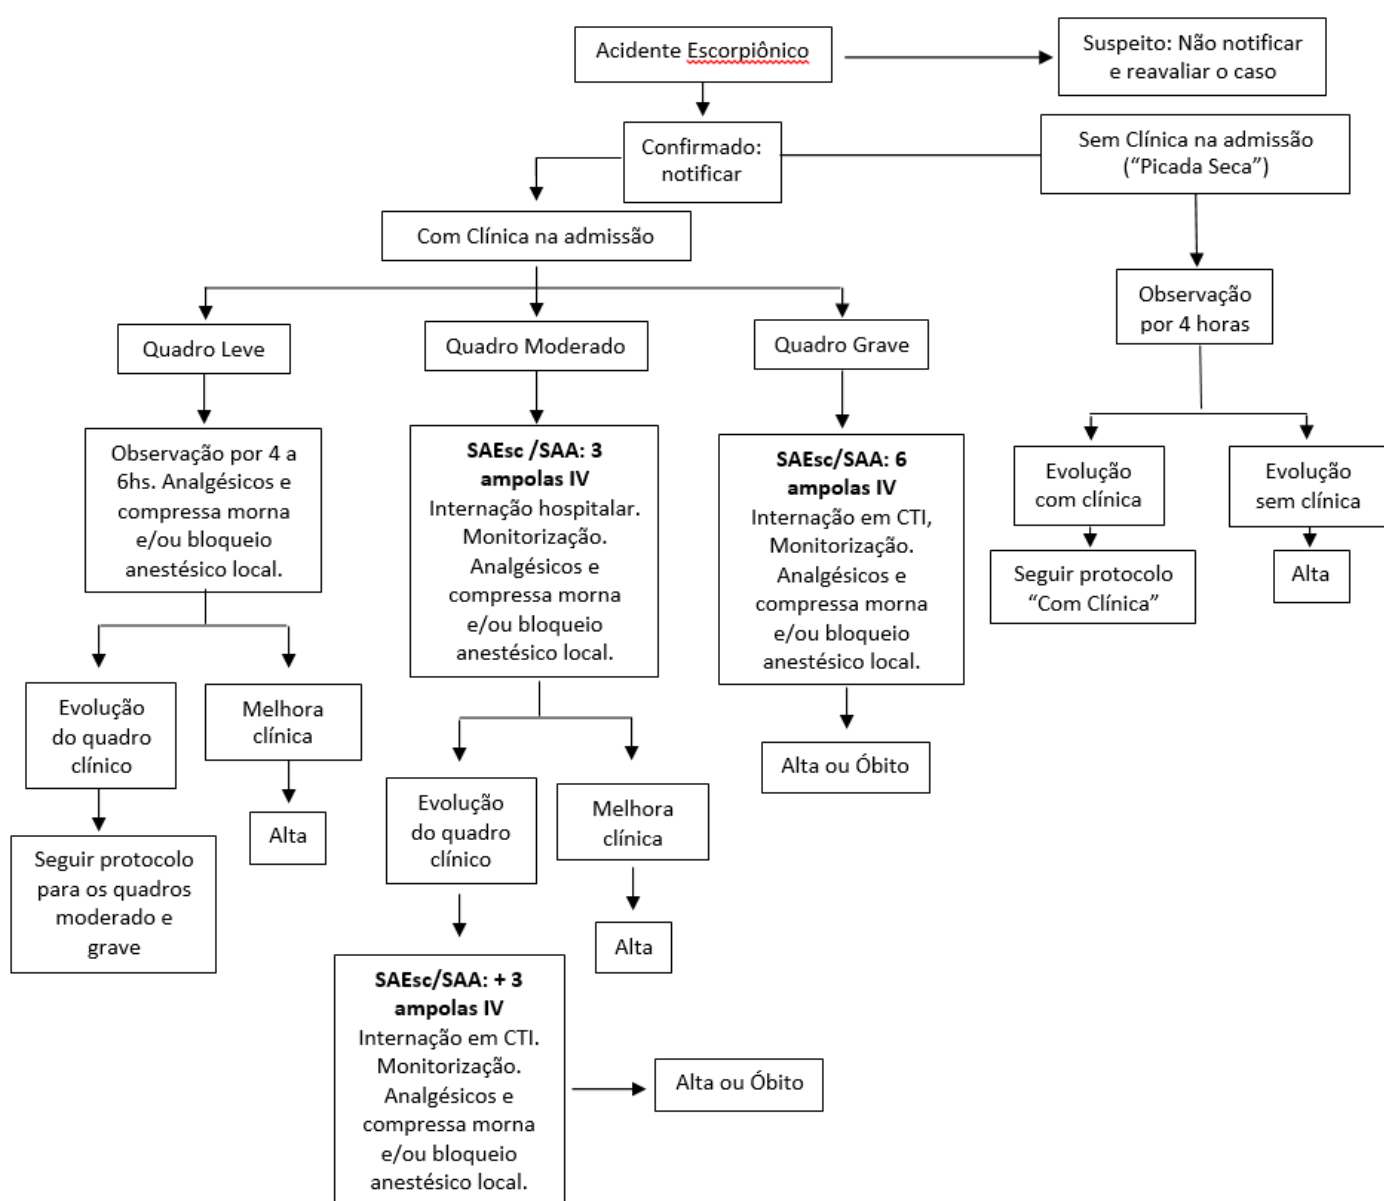 Acidente Escorpiônico
Suspeito: Não notificar
e reavaliar o caso
Confirmado:
notificar
Sem Clínica na admissão
(“Picada Seca”)
Com Clínica na admissão
Observação
por 4 horas
Quadro Leve
Quadro Moderado
Quadro Grave
Observação por 4 a
6hs. Analgésicos e
compressa morna
e/ou bloqueio
anestésico local.
SAEsc /SAA: 3
ampolas IV
Internação hospitalar.
Monitorização.
Analgésicos e
compressa morna
e/ou bloqueio
anestésico local.
SAEsc/SAA: 6
ampolas IV
Internação em CTI,
Monitorização.
Analgésicos e
compressa morna
e/ou bloqueio
anestésico local.
Evolução
com clínica
Evolução
sem clínica
Seguir protocolo
“Com Clínica”
Alta
Evolução
do quadro
clínico
Melhora
clínica
Alta
Seguir protocolo
para os quadros
moderado e
grave
Evolução
do quadro
clínico
Melhora
clínica
Alta
Alta ou Óbito
SAEsc/SAA: + 3
ampolas IV
Internação em CTI.
Monitorização.
Analgésicos e
compressa morna
e/ou bloqueio
anestésico local.
Alta ou Óbito